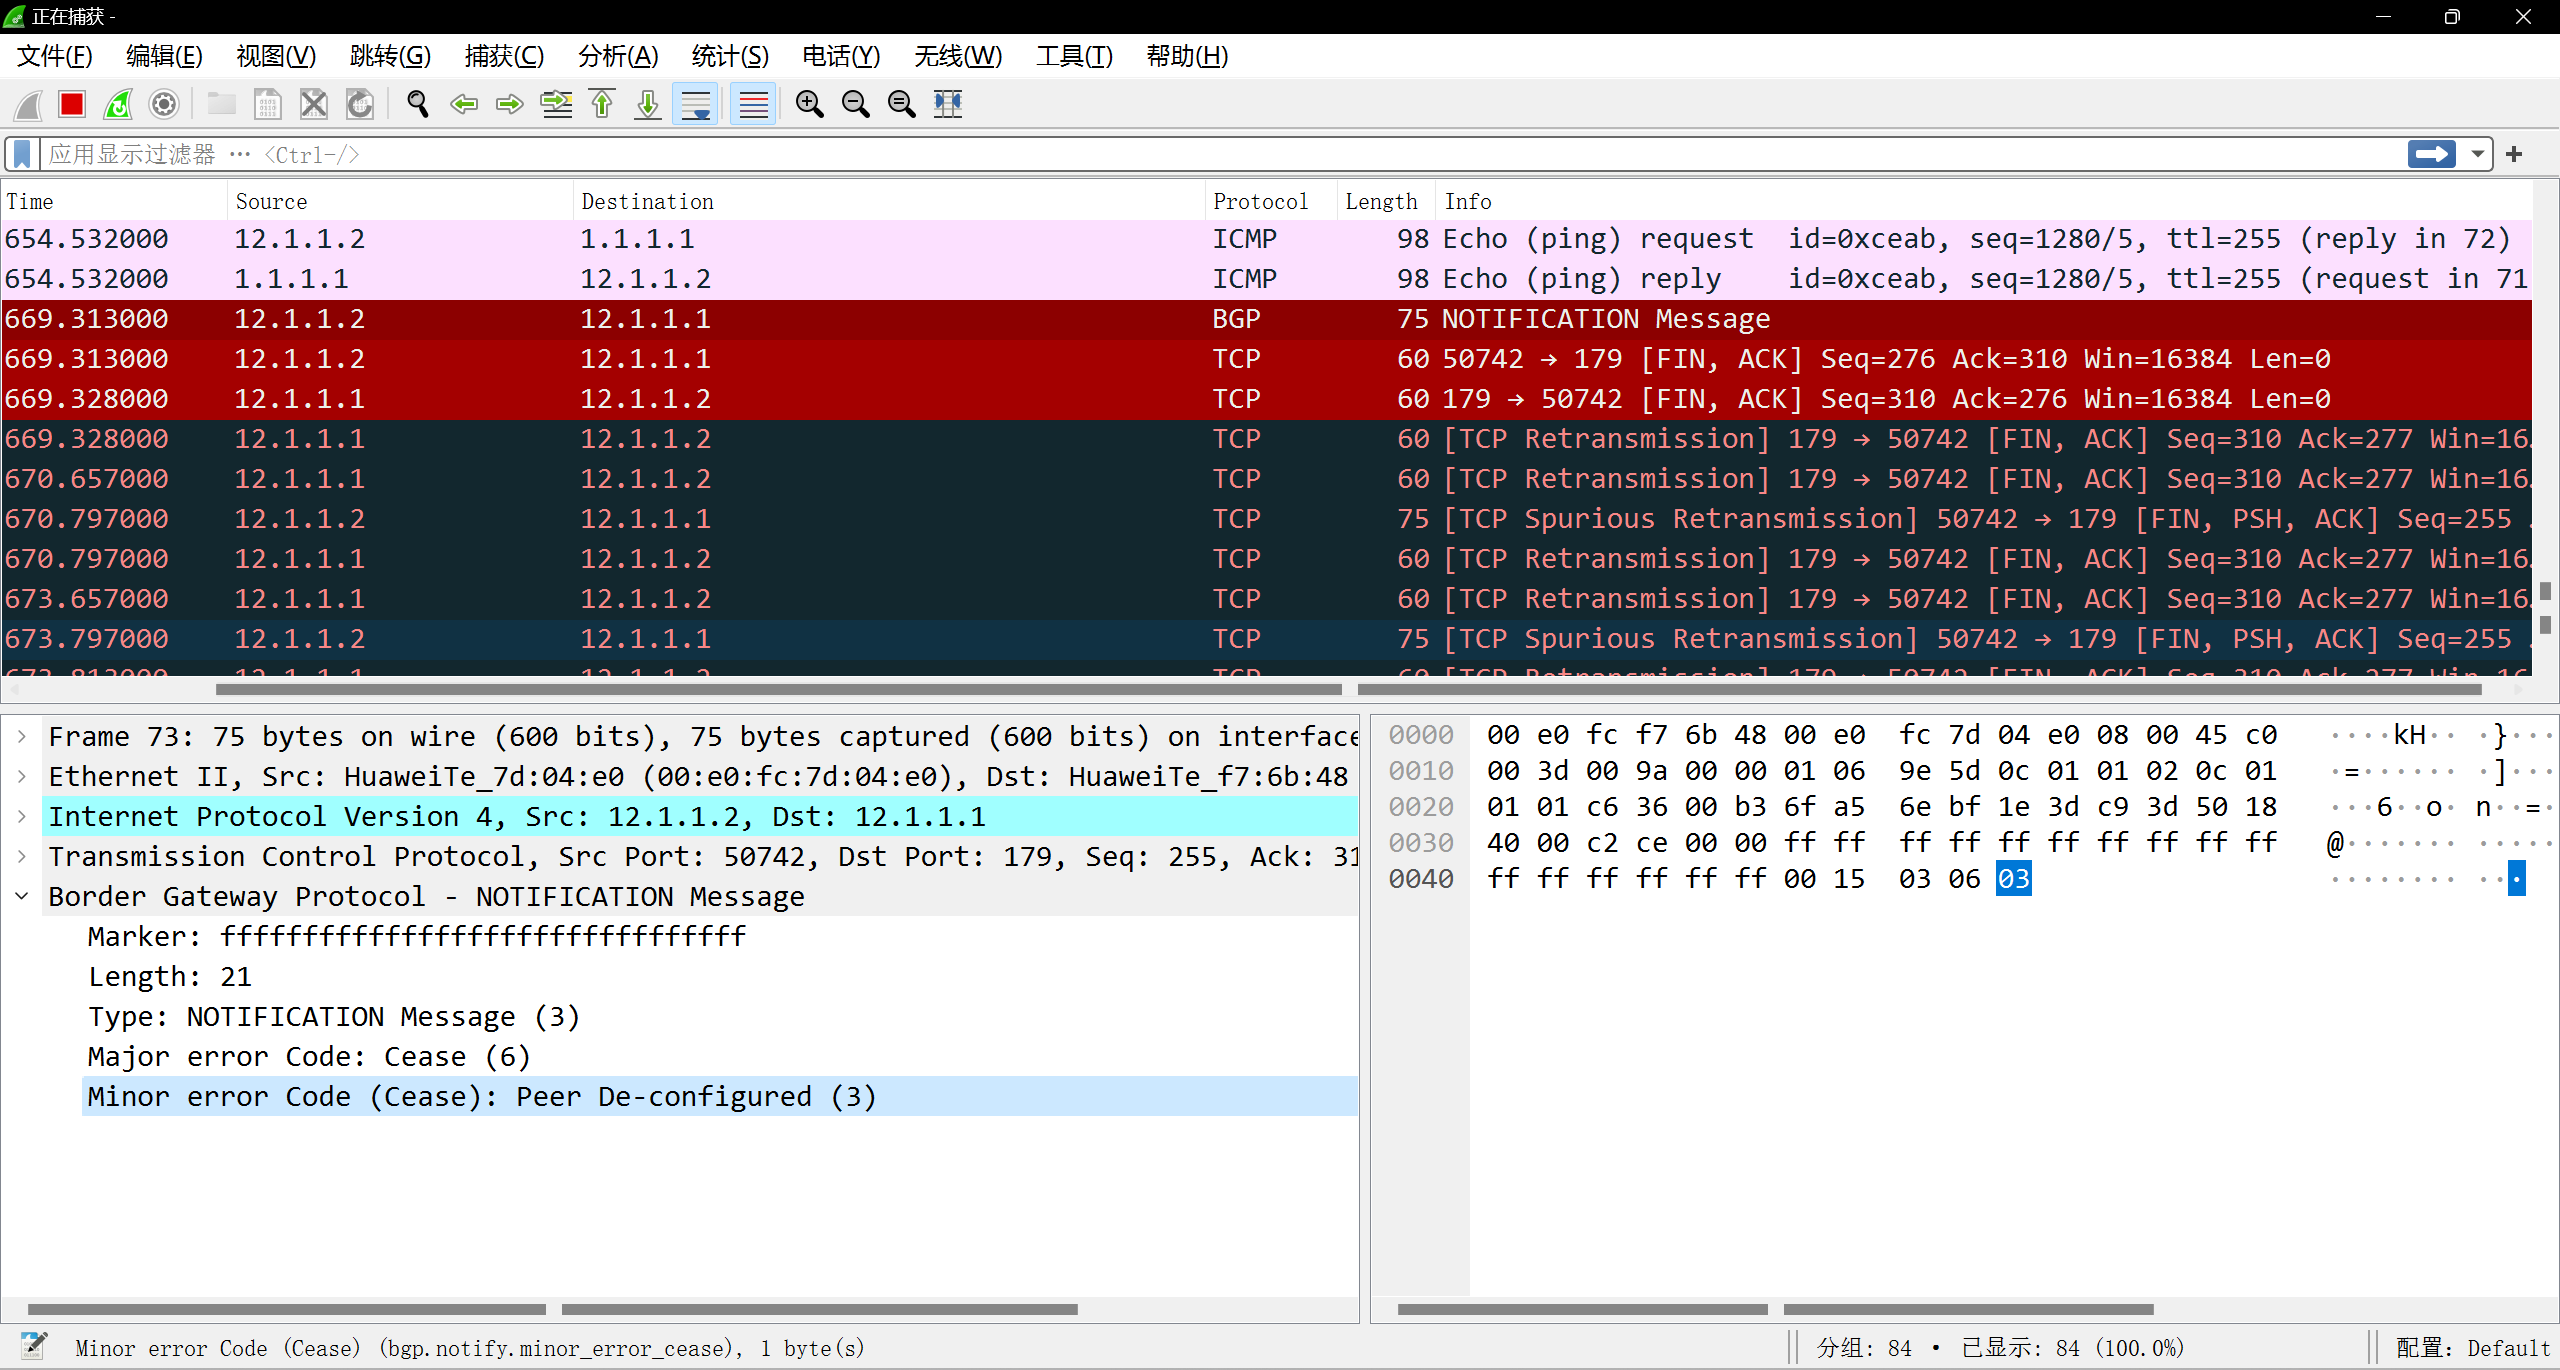 正在捕获 -
文件(F) 编辑(E) 视图(V) 跳转(G) 捕获(C) 分析(A) 统计(S) 电话(Y) 无线(W) 工具(T) 帮助(H)
应用显示过滤器 … <Ctrl-/>
Time Source Destination Protocol Length Info
654.532000 12.1.1.2 1.1.1.1 ICMP 98 Echo (ping) request id=0xceab, seq=1280/5, ttl=255 (reply in 72)
654.532000 1.1.1.1 12.1.1.2 ICMP 98 Echo (ping) reply id=0xceab, seq=1280/5, ttl=255 (request in 71
669.313000 12.1.1.2 12.1.1.1 BGP 75 NOTIFICATION Message
669.313000 12.1.1.2 12.1.1.1 TCP 60 50742 → 179 [FIN, ACK] Seq=276 Ack=310 Win=16384 Len=0
669.328000 12.1.1.1 12.1.1.2 TCP 60 179 → 50742 [FIN, ACK] Seq=310 Ack=276 Win=16384 Len=0
669.328000 12.1.1.1 12.1.1.2 TCP 60 [TCP Retransmission] 179 → 50742 [FIN, ACK] Seq=310 Ack=277 Win=16…
670.657000 12.1.1.1 12.1.1.2 TCP 60 [TCP Retransmission] 179 → 50742 [FIN, ACK] Seq=310 Ack=277 Win=16…
670.797000 12.1.1.2 12.1.1.1 TCP 75 [TCP Spurious Retransmission] 50742 → 179 [FIN, PSH, ACK] Seq=255 …
670.797000 12.1.1.1 12.1.1.2 TCP 60 [TCP Retransmission] 179 → 50742 [FIN, ACK] Seq=310 Ack=277 Win=16…
673.657000 12.1.1.1 12.1.1.2 TCP 60 [TCP Retransmission] 179 → 50742 [FIN, ACK] Seq=310 Ack=277 Win=16…
673.797000 12.1.1.2 12.1.1.1 TCP 75 [TCP Spurious Retransmission] 50742 → 179 [FIN, PSH, ACK] Seq=255 …
673.813000 12.1.1.1 12.1.1.2 TCP 60 [TCP Retransmission] 179 → 50742 [FIN, ACK] Seq=310 Ack=277 Win=16
Frame 73: 75 bytes on wire (600 bits), 75 bytes captured (600 bits) on interface
Ethernet II, Src: HuaweiTe_7d:04:e0 (00:e0:fc:7d:04:e0), Dst: HuaweiTe_f7:6b:48
Internet Protocol Version 4, Src: 12.1.1.2, Dst: 12.1.1.1
Transmission Control Protocol, Src Port: 50742, Dst Port: 179, Seq: 255, Ack: 31
Border Gateway Protocol - NOTIFICATION Message
Marker: ffffffffffffffffffffffffffffffff
Length: 21
Type: NOTIFICATION Message (3)
Major error Code: Cease (6)
Minor error Code (Cease): Peer De-configured (3)
0000 00 e0 fc f7 6b 48 00 e0 fc 7d 04 e0 08 00 45 c0 ····kH·· ·}···
0010 00 3d 00 9a 00 00 01 06 9e 5d 0c 01 01 02 0c 01 ·=······ ·]···
0020 01 01 c6 36 00 b3 6f a5 6e bf 1e 3d c9 3d 50 18 ···6··o· n··=·
0030 40 00 c2 ce 00 00 ff ff ff ff ff ff ff ff ff ff @······· ·····
0040 ff ff ff ff ff ff 00 15 03 06 03 ········ ···
Minor error Code (Cease) (bgp.notify.minor_error_cease), 1 byte(s)
分组: 84 · 已显示: 84 (100.0%)
配置: Default